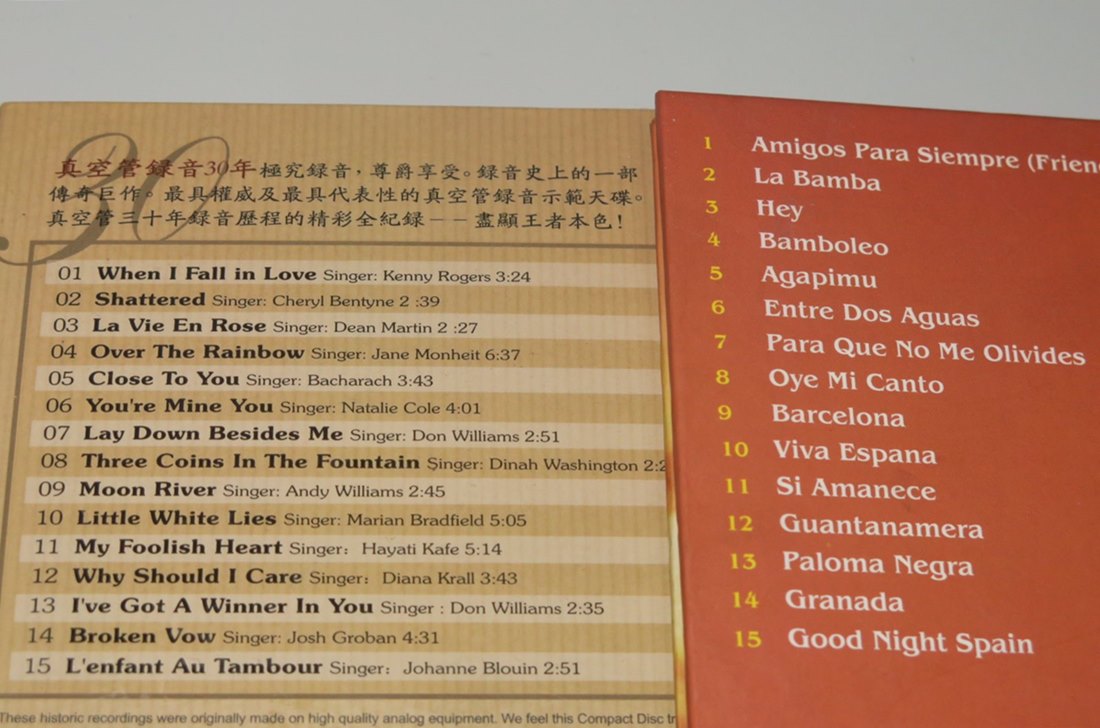 30
真空管録音30年極究録音，尊爵享受。録音史上的一部
傳奇巨作。最具權威及最具代表性的真空管録音示範天碟。
真空管三十年録音歷程的精彩全紀録－－盡顯王者本色！
01 When I Fall in Love Singer: Kenny Rogers 3:24
02 Shattered Singer: Cheryl Bentyne 2 :39
03 La Vie En Rose Singer: Dean Martin 2 :27
04 Over The Rainbow Singer: Jane Monheit 6:37
05 Close To You Singer: Bacharach 3:43
06 You're Mine You Singer: Natalie Cole 4:01
07 Lay Down Besides Me Singer: Don Williams 2:51
08 Three Coins In The Fountain Singer: Dinah Washington 2:2
09 Moon River Singer: Andy Williams 2:45
10 Little White Lies Singer: Marian Bradfield 5:05
11 My Foolish Heart Singer： Hayati Kafe 5:14
12 Why Should I Care Singer： Diana Krall 3:43
13 I've Got A Winner In You Singer : Don Williams 2:35
14 Broken Vow Singer: Josh Groban 4:31
15 L'enfant Au Tambour Singer： Johanne Blouin 2:51
These historic recordings were originally made on high quality analog equipment. We feel this Compact Disc tr
1 Amigos Para Siempre (Frien
2 La Bamba
3 Hey
4 Bamboleo
5 Agapimu
6 Entre Dos Aguas
7 Para Que No Me Olivides
8 Oye Mi Canto
9 Barcelona
10 Viva Espana
11 Si Amanece
12 Guantanamera
13 Paloma Negra
14 Granada
15 Good Night Spain